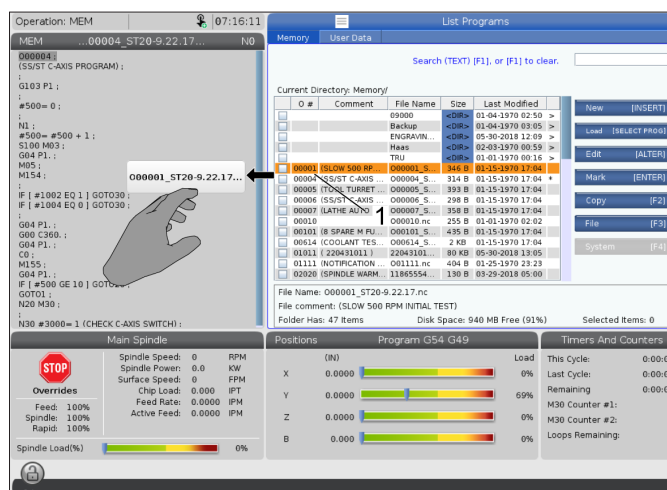 Operation: MEM
07:16:11
List Programs
MEM ...00004_ST20-9.22.17... N0
O00004 ;
(SS/ST C-AXIS PROGRAM) ;
;
G103 P1 ;
;
#500= 0 ;
;
N1 ;
#500= #500 + 1 ;
S100 M03 ;
G04 P1. ;
M05 ;
M154 ;
;
IF [ #1002 EQ 1 ] GOTO30 ;
IF [ #1004 EQ 0 ] GOTO30 ;
;
G04 P1. ;
G00 C360. ;
G04 P1. ;
C0 ;
M155 ;
G04 P1. ;
IF [ #500 GE 10 ] GOTO20 ;
GOTO1 ;
N20 M30 ;
;
N30 #3000= 1 (CHECK C-AXIS SWITCH) ;
O00001_ST20-9.22.17...
1
Memory User Data
Search (TEXT) [F1], or [F1] to clear.
Current Directory: Memory/
O # Comment File Name Size Last Modified
09000 <DIR> 01-04-1970 02:50 >
Backup <DIR> 01-04-1970 03:05 >
ENGRAVIN... <DIR> 05-30-2018 12:09 >
Haas <DIR> 02-03-1970 00:59 >
TRU <DIR> 01-01-1970 00:16 >
00001 (SLOW 500 RP... O00001_S... 346 B 01-15-1970 17:04
00004 (SS/ST C-AXIS ... O00004_S... 314 B 01-15-1970 17:04 *
00005 (TOOL TURRET ... O00005_S... 393 B 01-15-1970 17:04
00006 (SS/ST C-AXIS ... O00006_S... 298 B 01-15-1970 17:04
00007 (LATHE AUTO O00007_S... 358 B 01-15-1970 17:04
00010 O00010.nc 255 B 01-01-1970 02:02
00101 (8 SPARE M FU... O00101_S... 435 B 01-15-1970 17:04
00614 (COOLANT TES... O00614_S... 2 KB 01-15-1970 17:04
01011 ( 220431011 ) 22043101... 80 KB 05-30-2018 13:05
01111 (NOTIFICATION ... O01111.nc 404 B 01-25-1970 23:23
02020 (SPINDLE WARM... 11865554... 130 B 03-29-2018 05:00
New [INSERT]
Load [SELECT PROG]
Edit [ALTER]
Mark [ENTER]
Copy [F2]
File [F3]
System [F4]
File Name: O00001_ST20-9.22.17.nc
File comment: (SLOW 500 RPM INITIAL TEST)
Folder Has: 47 Items Disk Space: 940 MB Free (91%) Selected Items: 0
Main Spindle
STOP
Overrides
Feed: 100%
Spindle: 100%
Rapid: 100%
Spindle Speed: 0 RPM
Spindle Power: 0.0 KW
Surface Speed: 0 FPM
Chip Load: 0.000 IPT
Feed Rate: 0.0000 IPM
Active Feed: 0.0000 IPM
Spindle Load(%) 0%
Positions Program G54 G49
(IN) Load
X 0.0000 0%
Y 0.0000 69%
Z 0.0000 0%
B 0.000 0%
Timers And Counters
This Cycle: 0:00:0
Last Cycle: 0:00:0
Remaining 0:00:0
M30 Counter #1:
M30 Counter #2:
Loops Remaining: